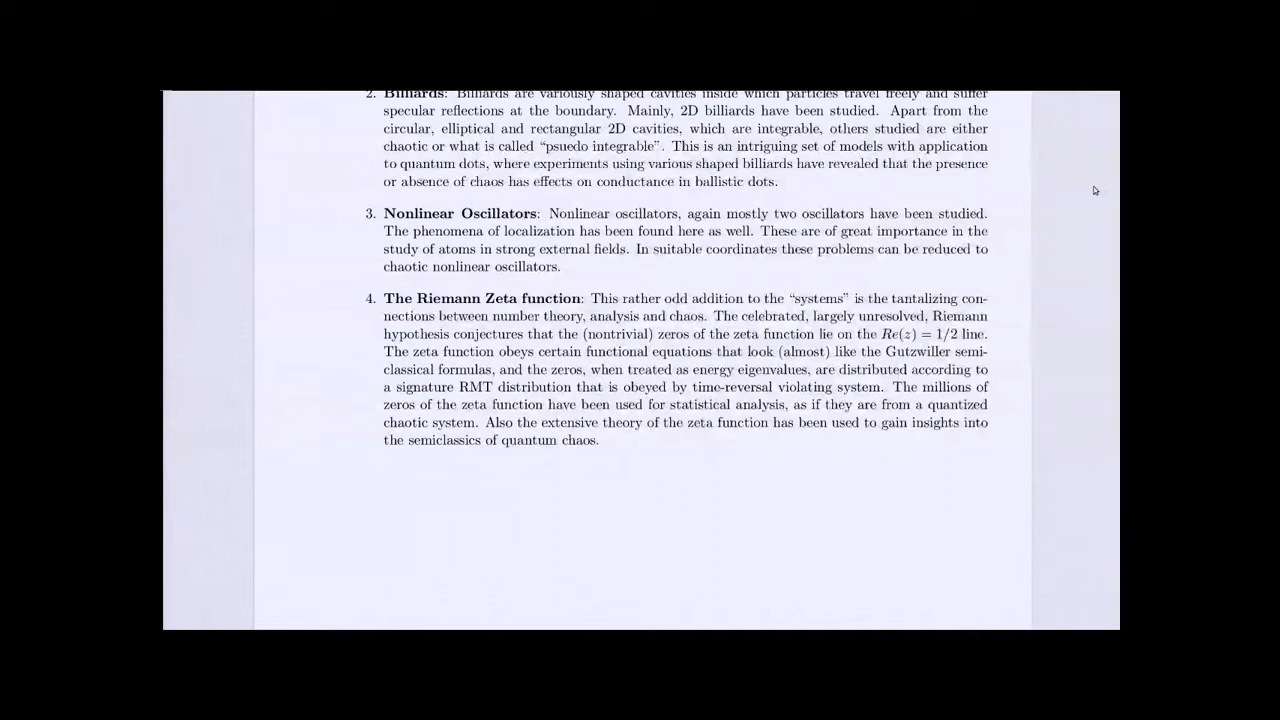 2. Billiards: Billiards are variously shaped cavities inside which particles travel freely and suffer
specular reflections at the boundary. Mainly, 2D billiards have been studied. Apart from the
circular, elliptical and rectangular 2D cavities, which are integrable, others studied are either
chaotic or what is called “psuedo integrable”. This is an intriguing set of models with application
to quantum dots, where experiments using various shaped billiards have revealed that the presence
or absence of chaos has effects on conductance in ballistic dots.
3. Nonlinear Oscillators: Nonlinear oscillators, again mostly two oscillators have been studied.
The phenomena of localization has been found here as well. These are of great importance in the
study of atoms in strong external fields. In suitable coordinates these problems can be reduced to
chaotic nonlinear oscillators.
4. The Riemann Zeta function: This rather odd addition to the “systems” is the tantalizing con-
nections between number theory, analysis and chaos. The celebrated, largely unresolved, Riemann
hypothesis conjectures that the (nontrivial) zeros of the zeta function lie on the Re(z) = 1/2 line.
The zeta function obeys certain functional equations that look (almost) like the Gutzwiller semi-
classical formulas, and the zeros, when treated as energy eigenvalues, are distributed according to
a signature RMT distribution that is obeyed by time-reversal violating system. The millions of
zeros of the zeta function have been used for statistical analysis, as if they are from a quantized
chaotic system. Also the extensive theory of the zeta function has been used to gain insights into
the semiclassics of quantum chaos.